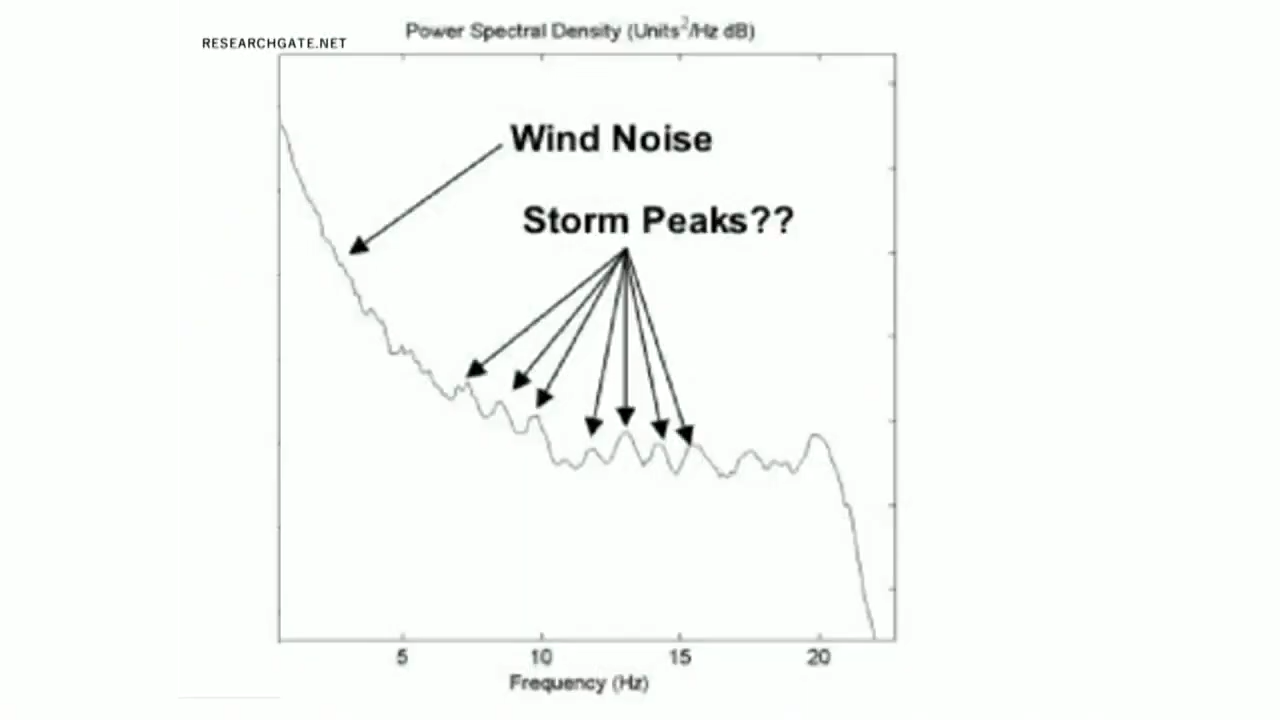 Power Spectral Density (Units²/Hz dB)
RESEARCHGATE.NET
Wind Noise
Storm Peaks??
5 10 15 20
Frequency (Hz)